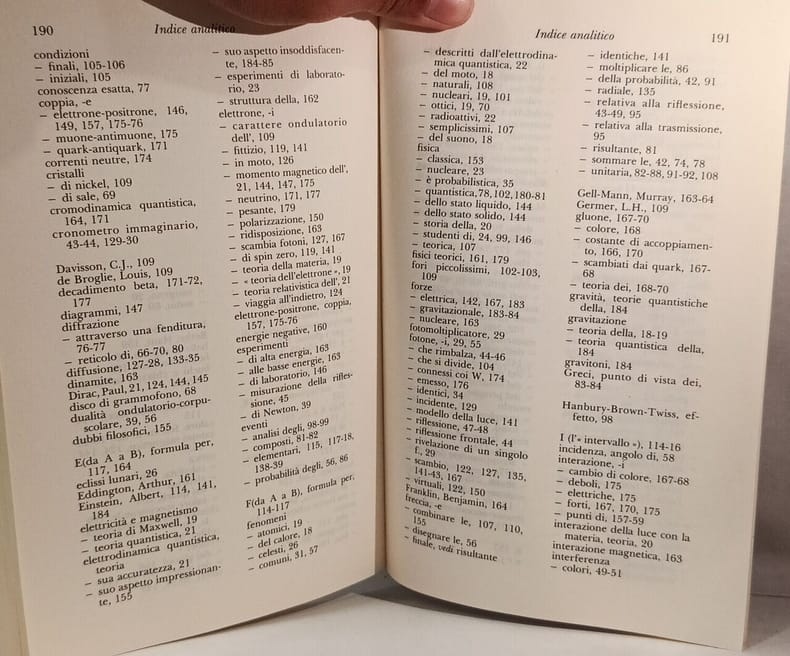 190
Indice analitico
condizioni
– finali, 105-106
– iniziali, 105
conoscenza esatta, 77
coppia, -e
– elettrone-positrone, 146,
149, 157, 175-76
– muone-antimuone, 175
– quark-antiquark, 171
correnti neutre, 174
cristalli
– di nickel, 109
– di sale, 69
cromodinamica quantistica,
164, 171
cronometro immaginario,
43-44, 129-30
Davisson, C.J., 109
de Broglie, Louis, 109
decadimento beta, 171-72,
177
diagrammi, 147
diffrazione
– attraverso una fenditura,
76-77
– reticolo di, 66-70, 80
diffusione, 127-28, 133-35
dinamite, 163
Dirac, Paul, 21, 124, 144, 145
disco di grammofono, 68
dualità ondulatorio-corpu-
scolare, 39, 56
dubbi filosofici, 155
E(da A a B), formula per,
117, 164
eclissi lunari, 26
Eddington, Arthur, 161
Einstein, Albert, 114, 141,
184
elettricità e magnetismo
– teoria di Maxwell, 19
– teoria quantistica, 21
elettrodinamica quantistica,
teoria
– sua accuratezza, 21
– suo aspetto impressionan-
te, 155
– suo aspetto insoddisfacen-
te, 184-85
– esperimenti di laborato-
rio, 23
– struttura della, 162
elettrone, -i
– carattere ondulatorio
dell', 109
– fittizio, 119, 141
– in moto, 126
– momento magnetico dell',
21, 144, 147, 175
– neutrino, 171, 177
– pesante, 179
– polarizzazione, 150
– ridisposizione, 163
– scambia fotoni, 127, 167
– di spin zero, 119, 141
– teoria della materia, 19
– « teoria dell'elettrone », 19
– teoria relativistica dell', 21
– viaggia all'indietro, 124
elettrone-positrone, coppia,
157, 175-76
energie negative, 160
esperimenti
– di alta energia, 163
– alle basse energie, 163
– di laboratorio, 146
– misurazione della rifles-
sione, 45
– di Newton, 39
eventi
– analisi degli, 98-99
– composti, 81-82
– elementari, 115, 117-18,
138-39
– probabilità degli, 56, 86
F(da A a B), formula per,
114-117
fenomeni
– atomici, 19
– del calore, 18
– celesti, 26
– comuni, 31, 57
Indice analitico
191
– descritti dall'elettrodina-
mica quantistica, 22
– del moto, 18
– naturali, 108
– nucleari, 19, 101
– ottici, 19, 70
– radioattivi, 22
– semplicissimi, 107
– del suono, 18
fisica
– classica, 153
– nucleare, 23
– è probabilistica, 35
– quantistica, 78, 102, 180-81
– dello stato liquido, 144
– dello stato solido, 144
– storia della, 20
– studenti di, 24, 99, 146
– teorica, 107
fisici teorici, 161, 179
fori piccolissimi, 102-103,
109
forze
– elettrica, 142, 167, 183
– gravitazionale, 183-84
– nucleare, 163
fotomoltiplicatore, 29
fotone, -i, 29, 55
– che rimbalza, 44-46
– che si divide, 104
– connessi coi W, 174
– emesso, 176
– identici, 34
– incidente, 129
– modello della luce, 141
– riflessione, 47-48
– riflessione frontale, 44
– rivelazione di un singolo
f., 29
– scambio, 122, 127, 135,
141-43, 167
– virtuali, 122, 150
Franklin, Benjamin, 164
freccia, -e
– combinare le, 107, 110,
155
– disegnare le, 56
– finale, vedi risultante
– identiche, 141
– moltiplicare le, 86
– della probabilità, 42, 91
– radiale, 135
– relativa alla riflessione,
43-49, 95
– relativa alla trasmissione,
95
– risultante, 81
– sommare le, 42, 74, 78
– unitaria, 82-88, 91-92, 108
Gell-Mann, Murray, 163-64
Germer, L.H., 109
gluone, 167-70
– colore, 168
– costante di accoppiamen-
to, 166, 170
– scambiati dai quark, 167-
68
– teoria dei, 168-70
gravità, teorie quantistiche
della, 184
gravitazione
– teoria della, 18-19
– teoria quantistica della,
184
gravitoni, 184
Greci, punto di vista dei,
83-84
Hanbury-Brown-Twiss, ef-
fetto, 98
I (l'« intervallo »), 114-16
incidenza, angolo di, 58
interazione, -i
– cambio di colore, 167-68
– deboli, 175
– elettriche, 175
– forti, 167, 170, 175
– punti di, 157-59
interazione della luce con la
materia, teoria, 20
interazione magnetica, 163
interferenza
– colori, 49-51